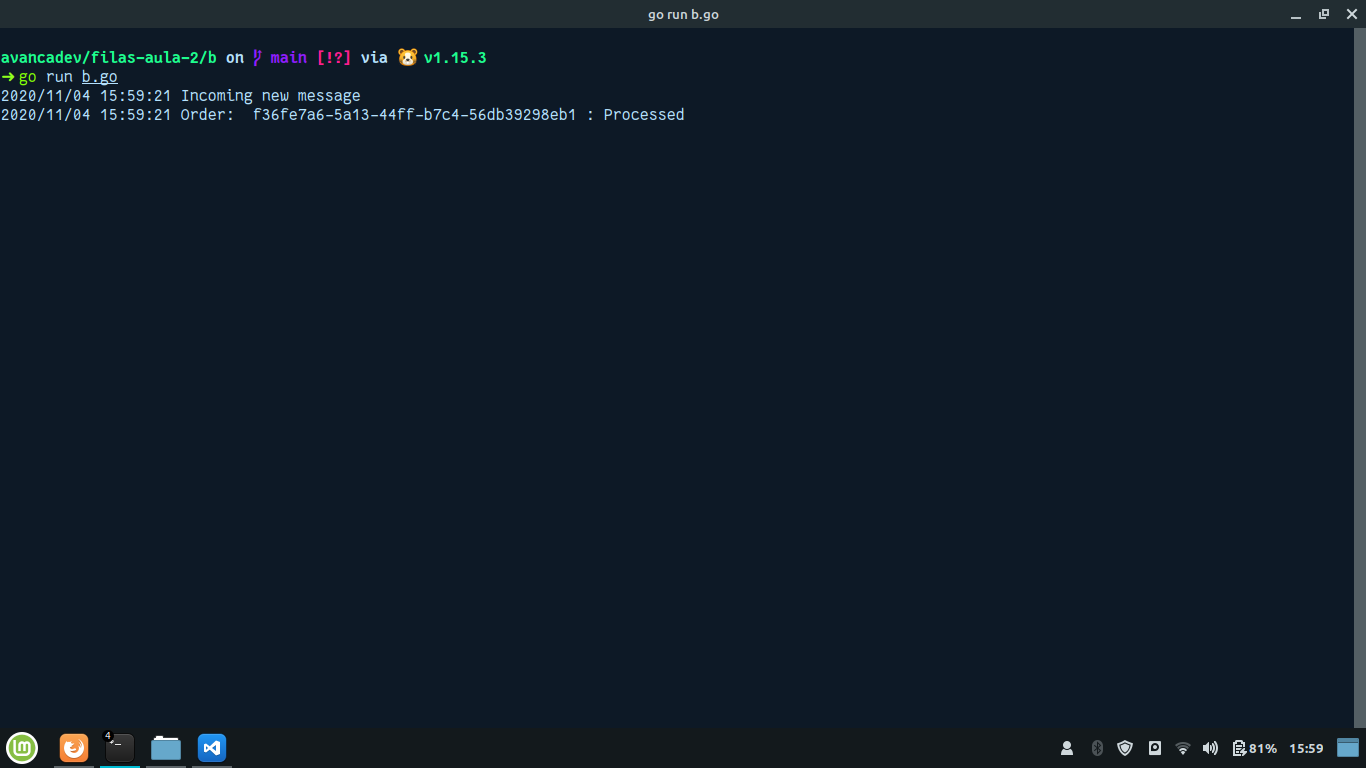 go run b.go
avancadev/filas-aula-2/b on main [!?] via 🐹 v1.15.3
➜ go run b.go
2020/11/04 15:59:21 Incoming new message
2020/11/04 15:59:21 Order:  f36fe7a6-5a13-44ff-b7c4-56db39298eb1 : Processed
4
81% 15:59